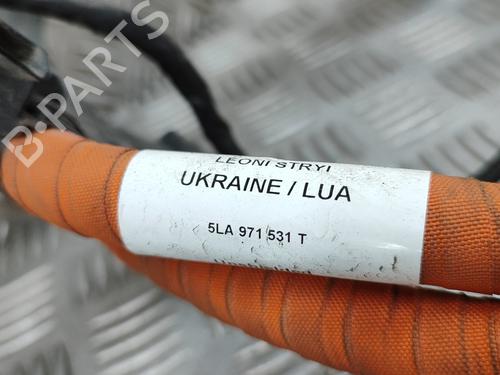 B-PARTS
LEONI STRYI
UKRAINE / LUA
5LA 971 531 T